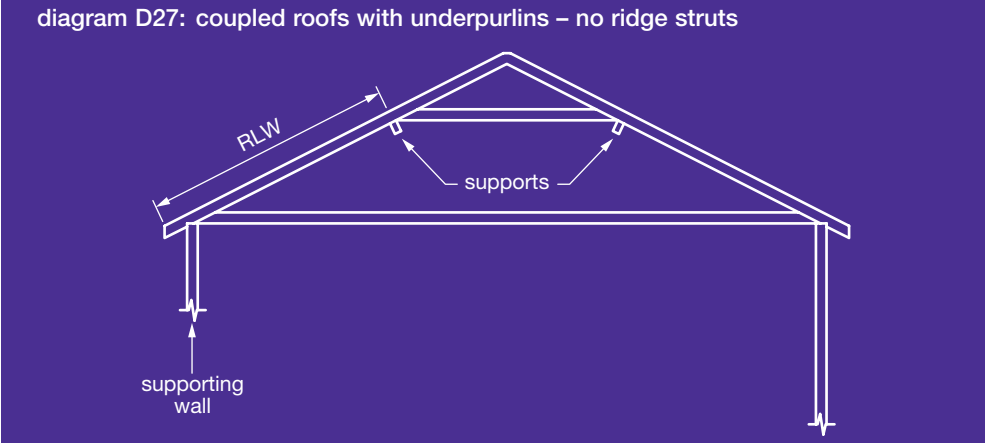 diagram D27: coupled roofs with underpurlins – no ridge struts
RLW
supports
supporting
wall